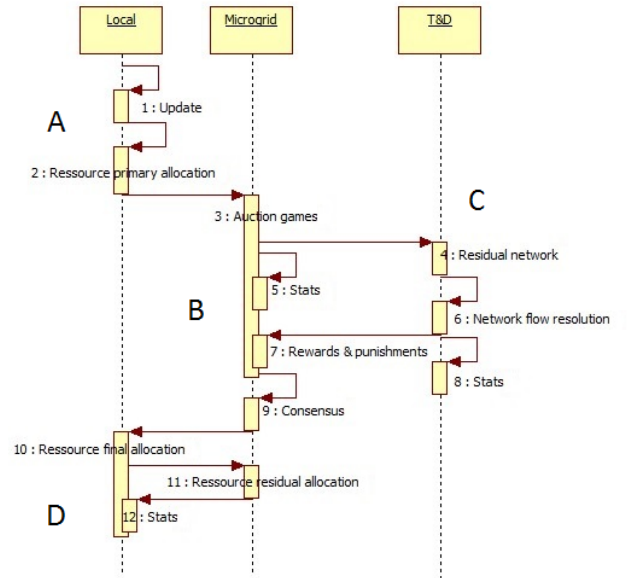 Local
Microgrid
T&D
1 : Update
A
2 : Ressource primary allocation
C
3 : Auction games
4 : Residual network
5 : Stats
B
6 : Network flow resolution
7 : Rewards & punishments
8 : Stats
9 : Consensus
10 : Ressource final allocation
11 : Ressource residual allocation
D
12 : Stats